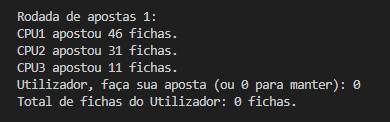 Rodada de apostas 1:
CPU1 apostou 46 fichas.
CPU2 apostou 31 fichas.
CPU3 apostou 11 fichas.
Utilizador, faça sua aposta (ou 0 para manter): 0
Total de fichas do Utilizador: 0 fichas.